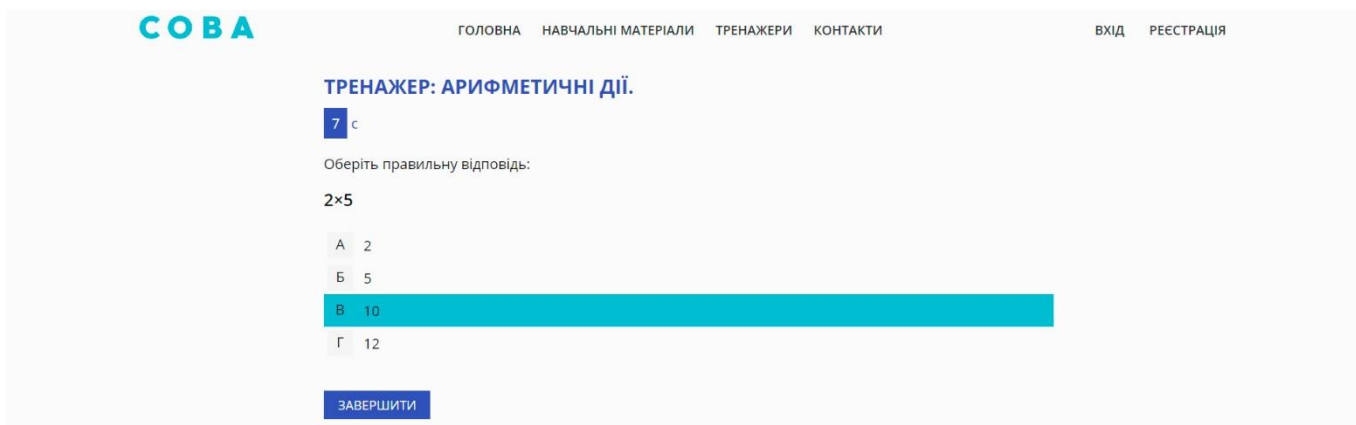 СОВА ГОЛОВНА НАВЧАЛЬНІ МАТЕРІАЛИ ТРЕНАЖЕРИ КОНТАКТИ ВХІД РЕЄСТРАЦІЯ
ТРЕНАЖЕР: АРИФМЕТИЧНІ ДІЇ.
7 с
Оберіть правильну відповідь:
2×5
А 2
Б 5
В 10
Г 12
ЗАВЕРШИТИ